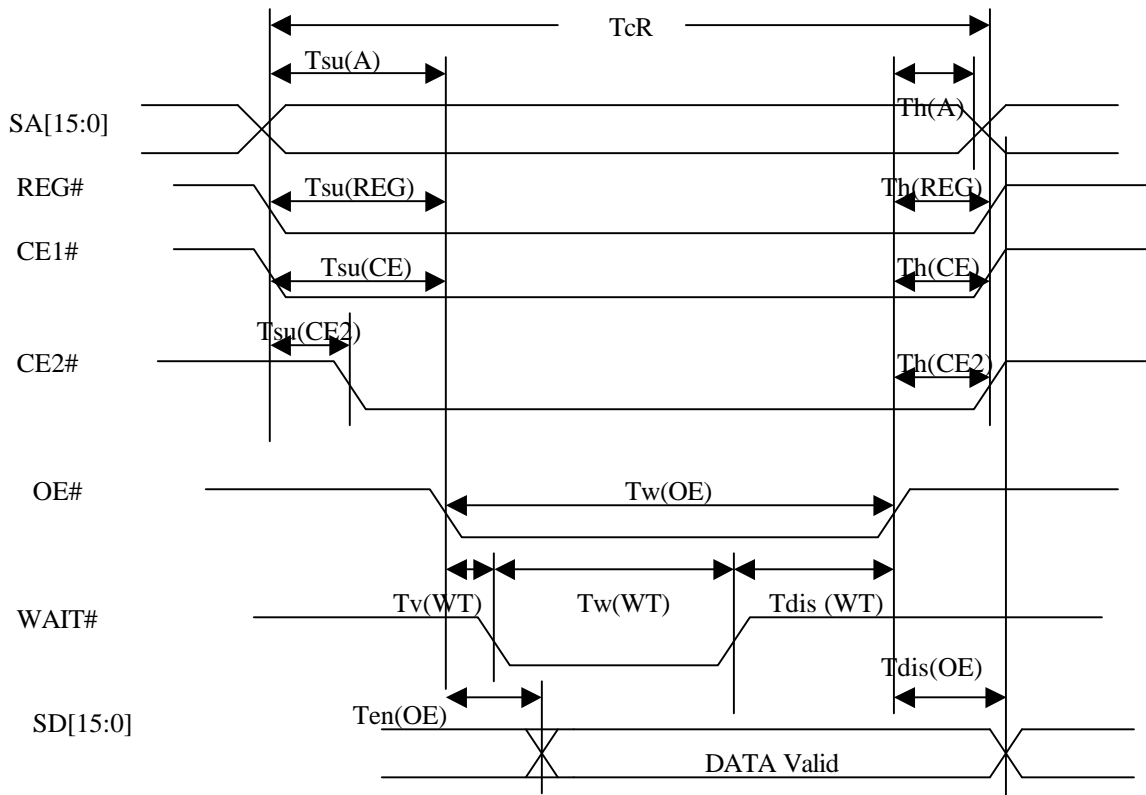 TcR
Tsu(A)
Th(A)
SA[15:0]
REG#
Tsu(REG)
Th(REG)
CE1#
Tsu(CE)
Th(CE)
Tsu(CE2)
CE2#
Th(CE2)
OE#
Tw(OE)
Tv(WT)
Tw(WT)
Tdis (WT)
WAIT#
Tdis(OE)
Ten(OE)
SD[15:0]
DATA Valid